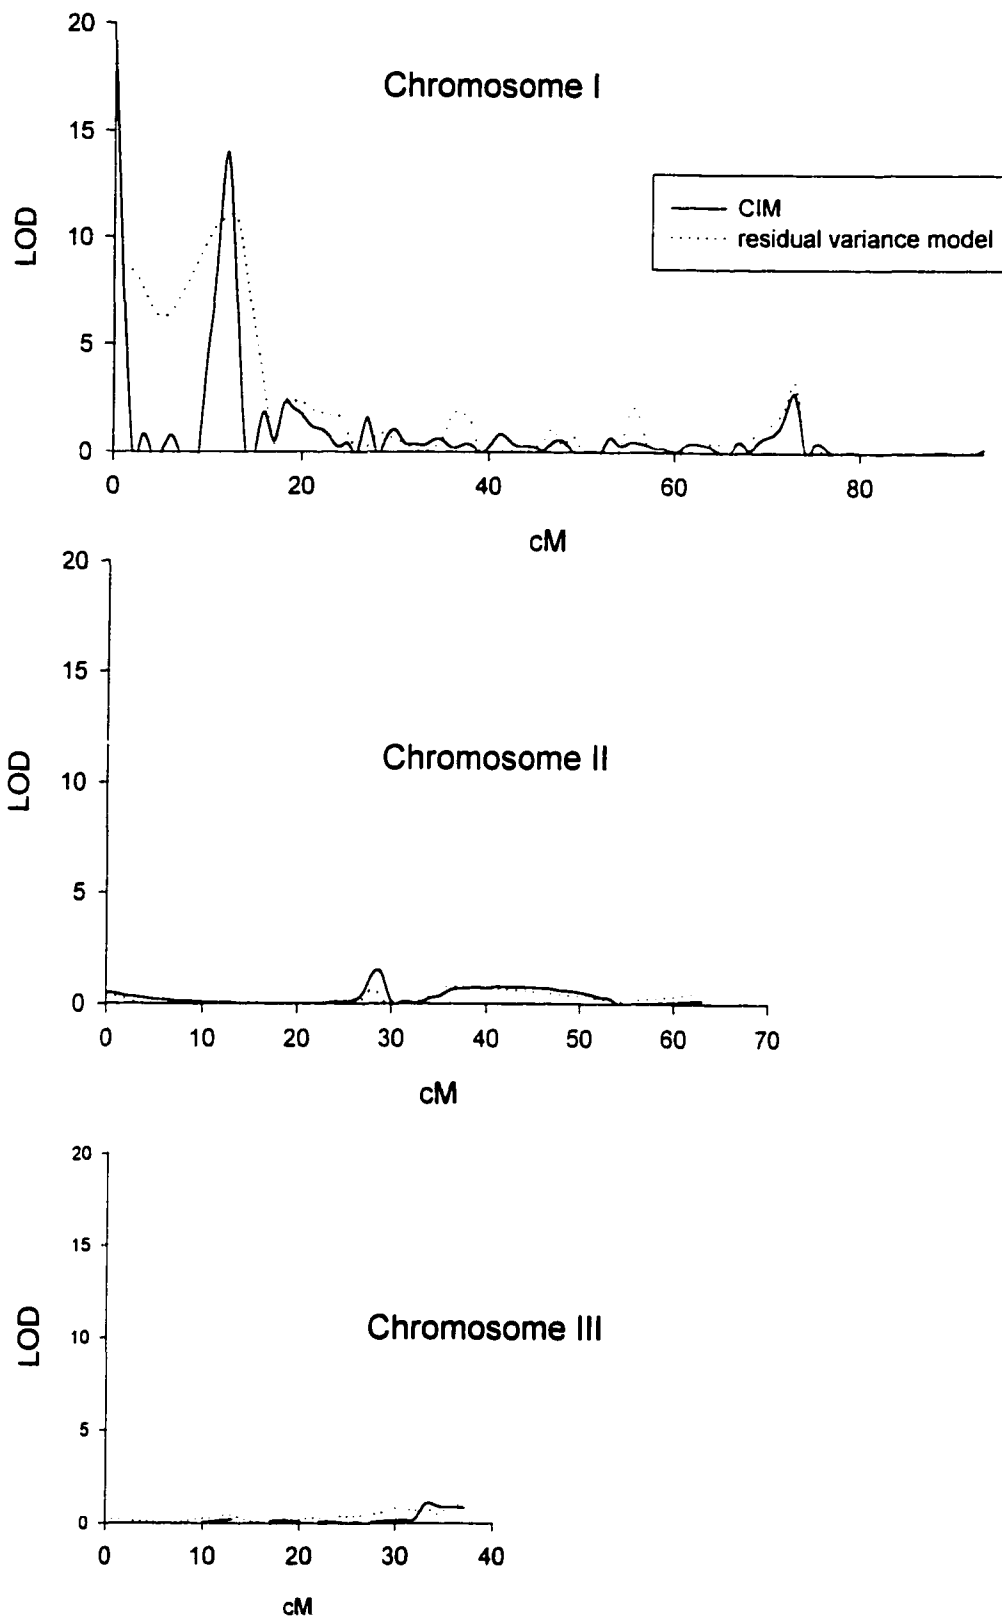 20
Chromosome I
15
CIM
residual variance model
LOD
10
5
0
0 20 40 60 80
cM
20
15
Chromosome II
LOD
10
5
0
0 10 20 30 40 50 60 70
cM
20
15
Chromosome III
LOD
10
5
0
0 10 20 30 40
cM